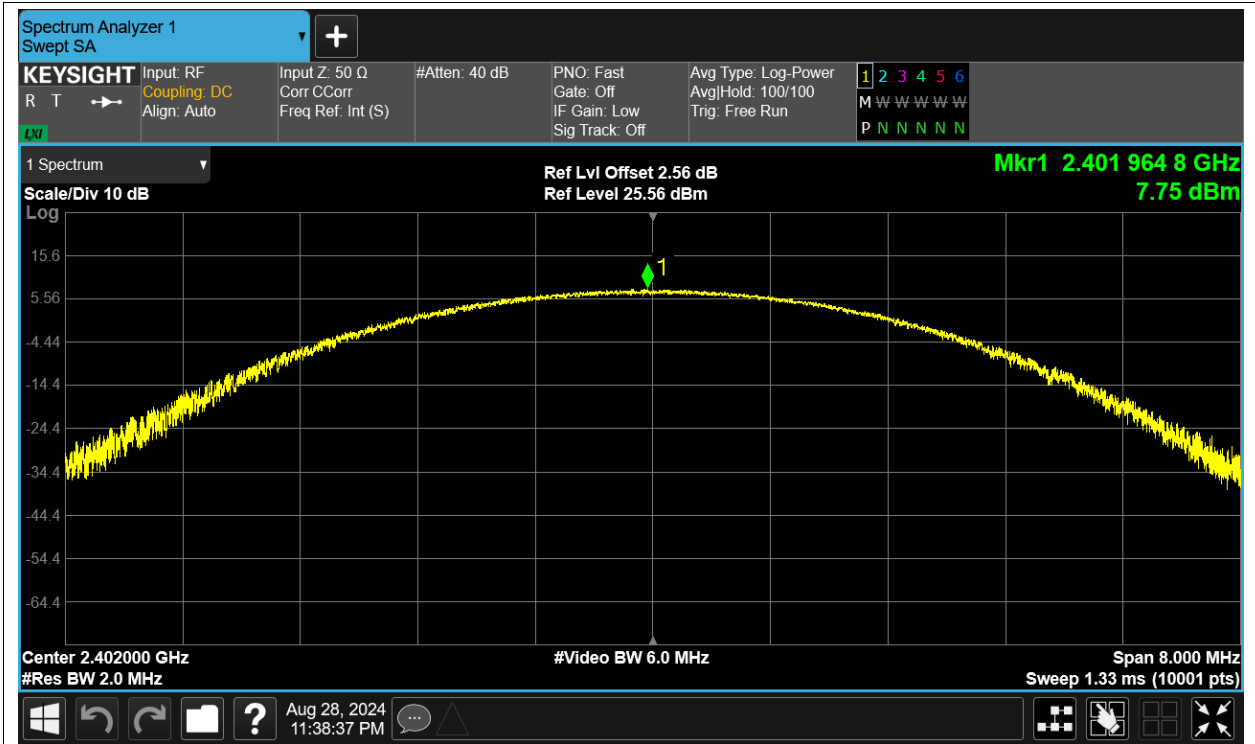 Spectrum Analyzer 1
Swept SA
KEYSIGHT
R T
LXI
Input: RF
Coupling: DC
Align: Auto
Input Z: 50 Ω
Corr CCorr
Freq Ref: Int (S)
#Atten: 40 dB
PNO: Fast
Gate: Off
IF Gain: Low
Sig Track: Off
Avg Type: Log-Power
Avg|Hold: 100/100
Trig: Free Run
1 2 3 4 5 6
M W W W W W
P N N N N N
1 Spectrum
Scale/Div 10 dB
Log
Ref Lvl Offset 2.56 dB
Ref Level 25.56 dBm
Mkr1 2.401 964 8 GHz
7.75 dBm
1
15.6
5.56
-4.44
-14.4
-24.4
-34.4
-44.4
-54.4
-64.4
Center 2.402000 GHz
#Video BW 6.0 MHz
Span 8.000 MHz
#Res BW 2.0 MHz
Sweep 1.33 ms (10001 pts)
?
Aug 28, 2024
11:38:37 PM